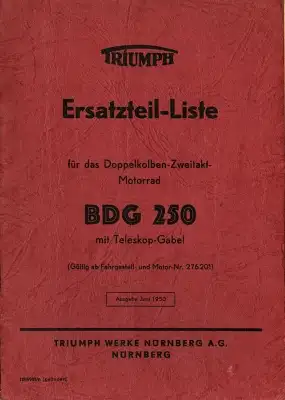 TRIUMPH
Ersatzteil-Liste
für das Doppelkolben-Zweitakt-
Motorrad
BDG 250
mit Teleskop-Gabel
(Gültig ab Fahrgestell- und Motor-Nr. 276201)
Ausgabe Juni 1950
TRIUMPH WERKE NÜRNBERG A.G.
NÜRNBERG